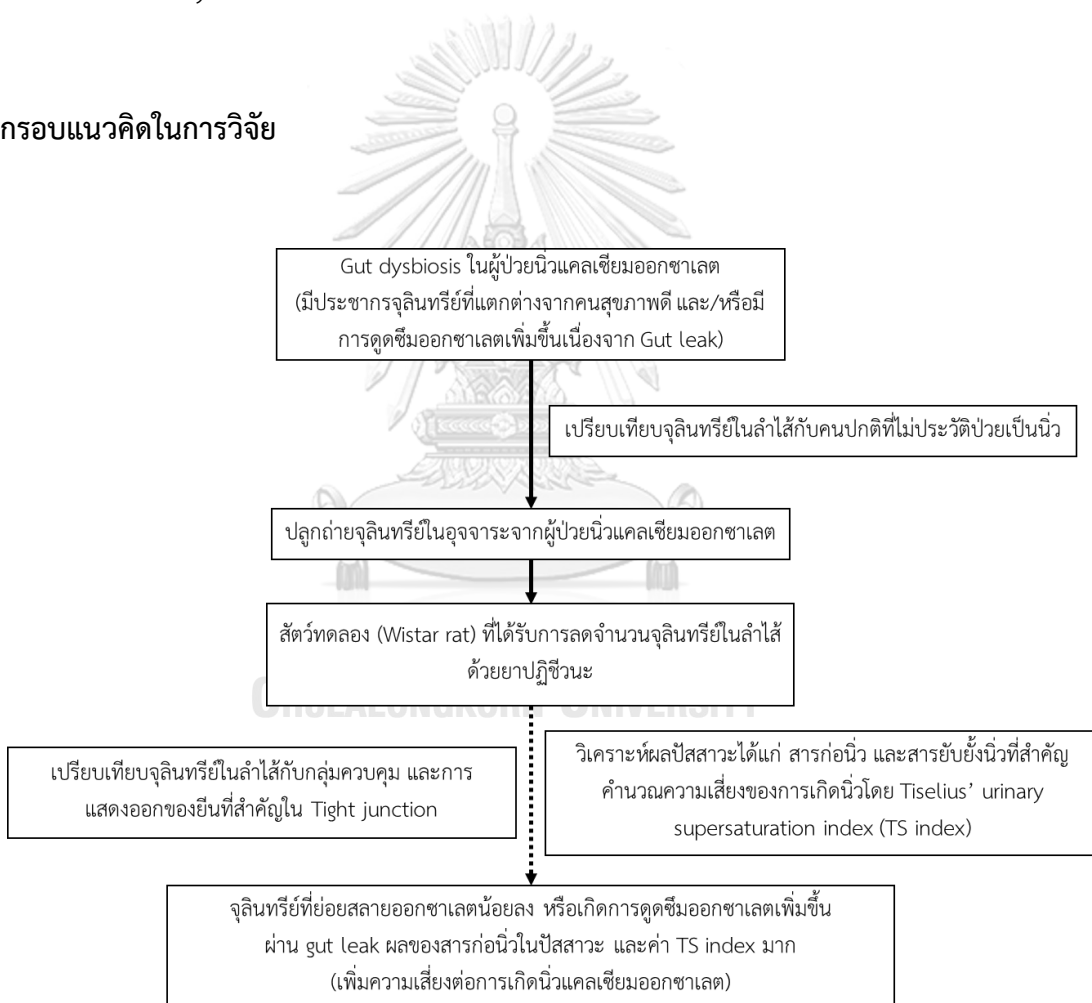 กรอบแนวคิดในการวิจัย
Gut dysbiosis ในผู้ป่วยนิ่วแคลเซียมออกซาเลต
(มีประชากรจุลินทรีย์ที่แตกต่างจากคนสุขภาพดี และ/หรือมี
การดูดซึมออกซาเลตเพิ่มขึ้นเนื่องจาก Gut leak)
เปรียบเทียบจุลินทรีย์ในลำไส้กับคนปกติที่ไม่ประวัติป่วยเป็นนิ่ว
ปลูกถ่ายจุลินทรีย์ในอุจจาระจากผู้ป่วยนิ่วแคลเซียมออกซาเลต
สัตว์ทดลอง (Wistar rat) ที่ได้รับการลดจำนวนจุลินทรีย์ในลำไส้
ด้วยยาปฏิชีวนะ
CHULALONGKORN UNIVERSITY
เปรียบเทียบจุลินทรีย์ในลำไส้กับกลุ่มควบคุม และการ
แสดงออกของยีนที่สำคัญใน Tight junction
วิเคราะห์ผลปัสสาวะได้แก่ สารก่อนิ่ว และสารยับยั้งนิ่วที่สำคัญ
คำนวณความเสี่ยงของการเกิดนิ่วโดย Tiselius’ urinary
supersaturation index (TS index)
จุลินทรีย์ที่ย่อยสลายออกซาเลตน้อยลง หรือเกิดการดูดซึมออกซาเลตเพิ่มขึ้น
ผ่าน gut leak ผลของสารก่อนิ่วในปัสสาวะ และค่า TS index มาก
(เพิ่มความเสี่ยงต่อการเกิดนิ่วแคลเซียมออกซาเลต)